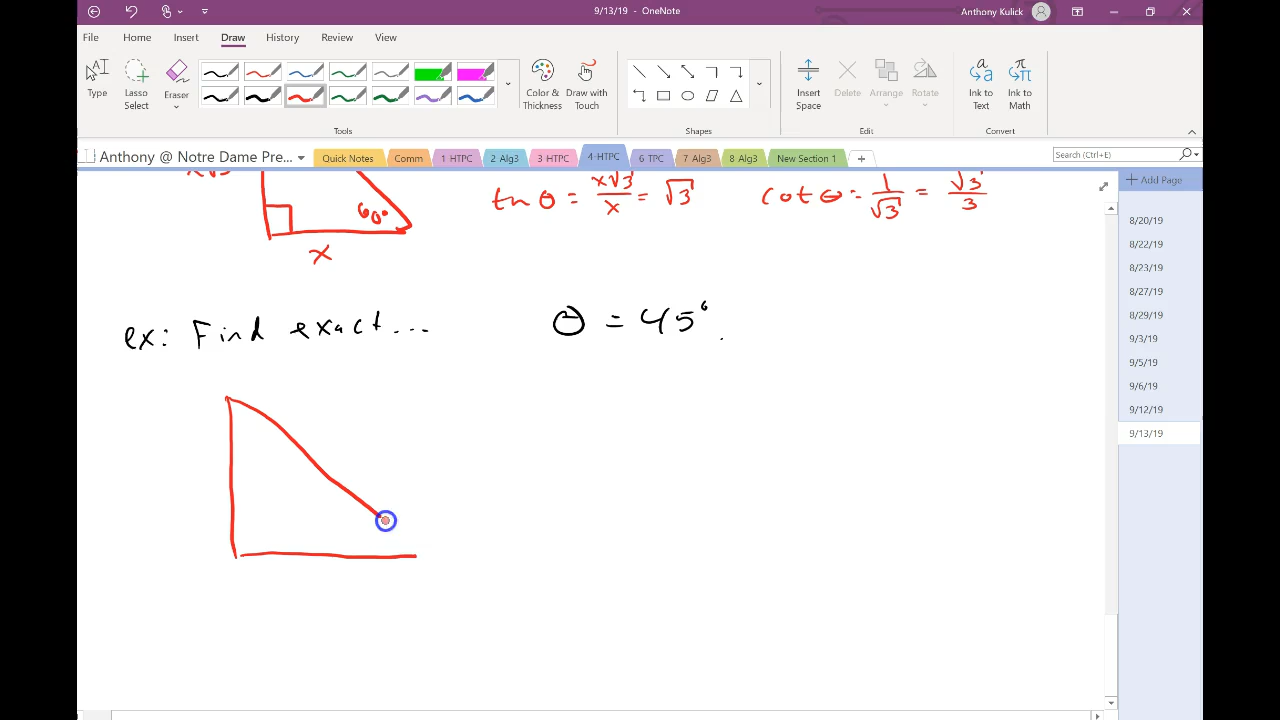 9/13/19 - OneNote
Anthony Kulick
File Home Insert Draw History Review View
Type
Lasso Select
Eraser
Color & Thickness
Draw with Touch
Insert Space
Delete
Arrange
Rotate
Ink to Text
Ink to Math
Tools
Shapes
Edit
Convert
Anthony @ Notre Dame Pre... Quick Notes Comm 1 HTPC 2 Alg3 3 HTPC 4 HTPC 6 TPC 7 Alg3 8 Alg3 New Section 1 +
Search (Ctrl+E)
+ Add Page
8/20/19
8/22/19
8/23/19
8/27/19
8/29/19
9/3/19
9/5/19
9/6/19
9/12/19
9/13/19
x√3
60°
x
tn θ = x√3/x = √3
cot θ = 1/√3 = √3/3
ex: Find exact... θ = 45°